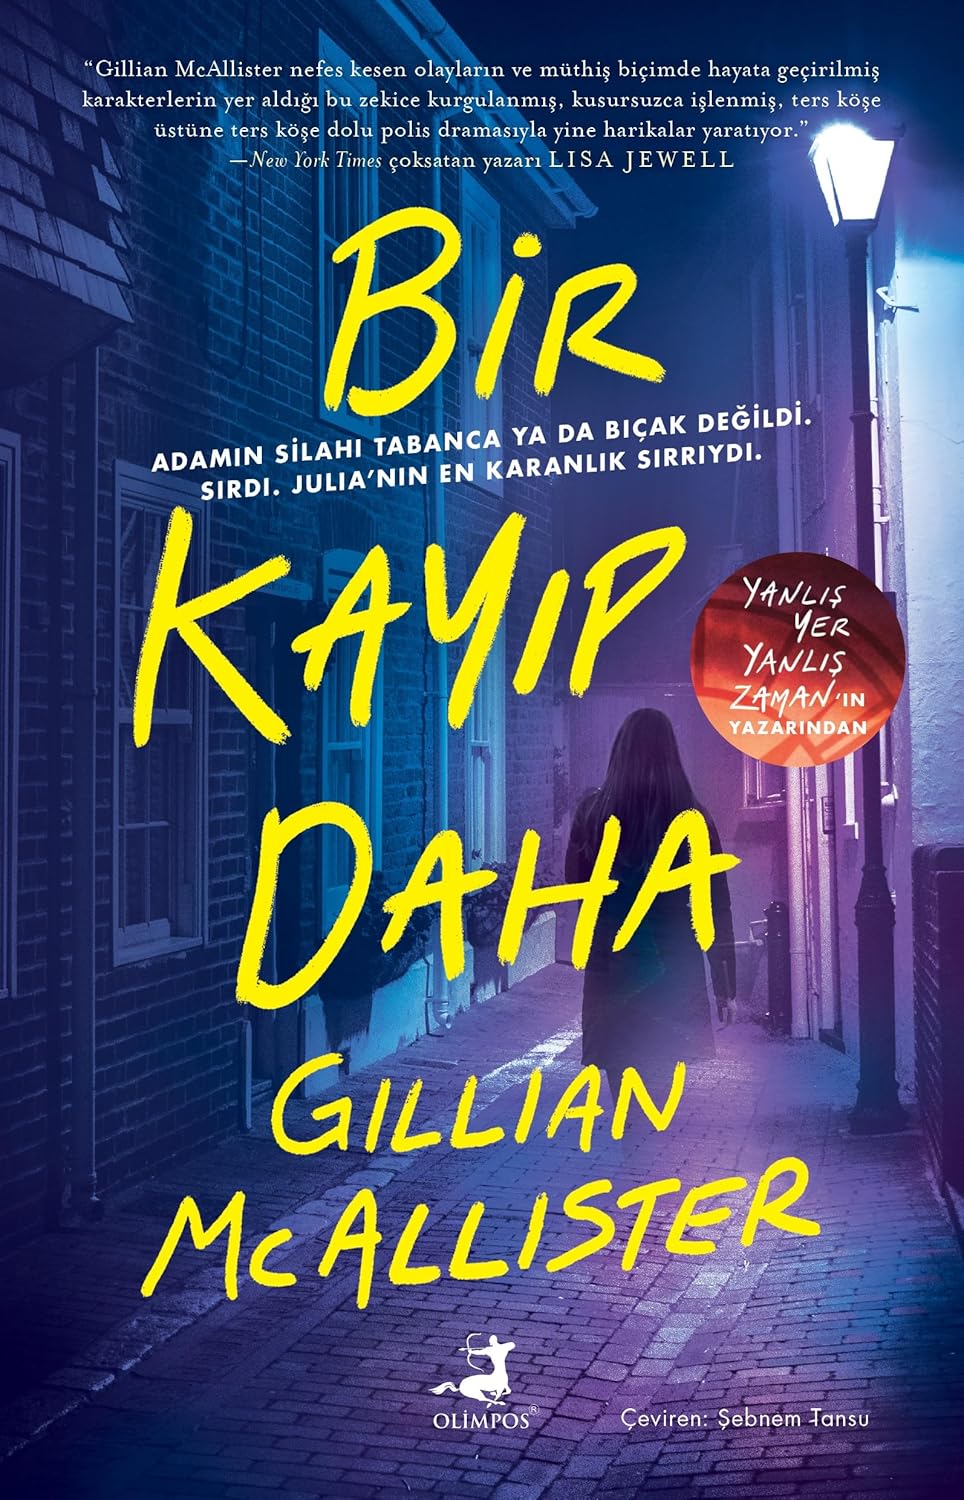 “Gillian McAllister nefes kesen olayların ve müthiş biçimde hayata geçirilmiş
karakterlerin yer aldığı bu zekice kurgulanmış, kusursuzca işlenmiş, ters köşe
üstüne ters köşe dolu polis dramasıyla yine harikalar yaratıyor.”
—New York Times çoksatan yazarı LISA JEWELL
BİR
ADAMIN SİLAHI TABANCA YA DA BIÇAK DEĞİLDİ.
SIRDI. JULIA’NIN EN KARANLIK SIRRIYDI.
KAYIP
YANLIŞ
YER
YANLIŞ
ZAMAN’IN
YAZARINDAN
DAHA
GILLIAN
MCALLISTER
OLİMPOS®
Çeviren: Şebnem Tansu